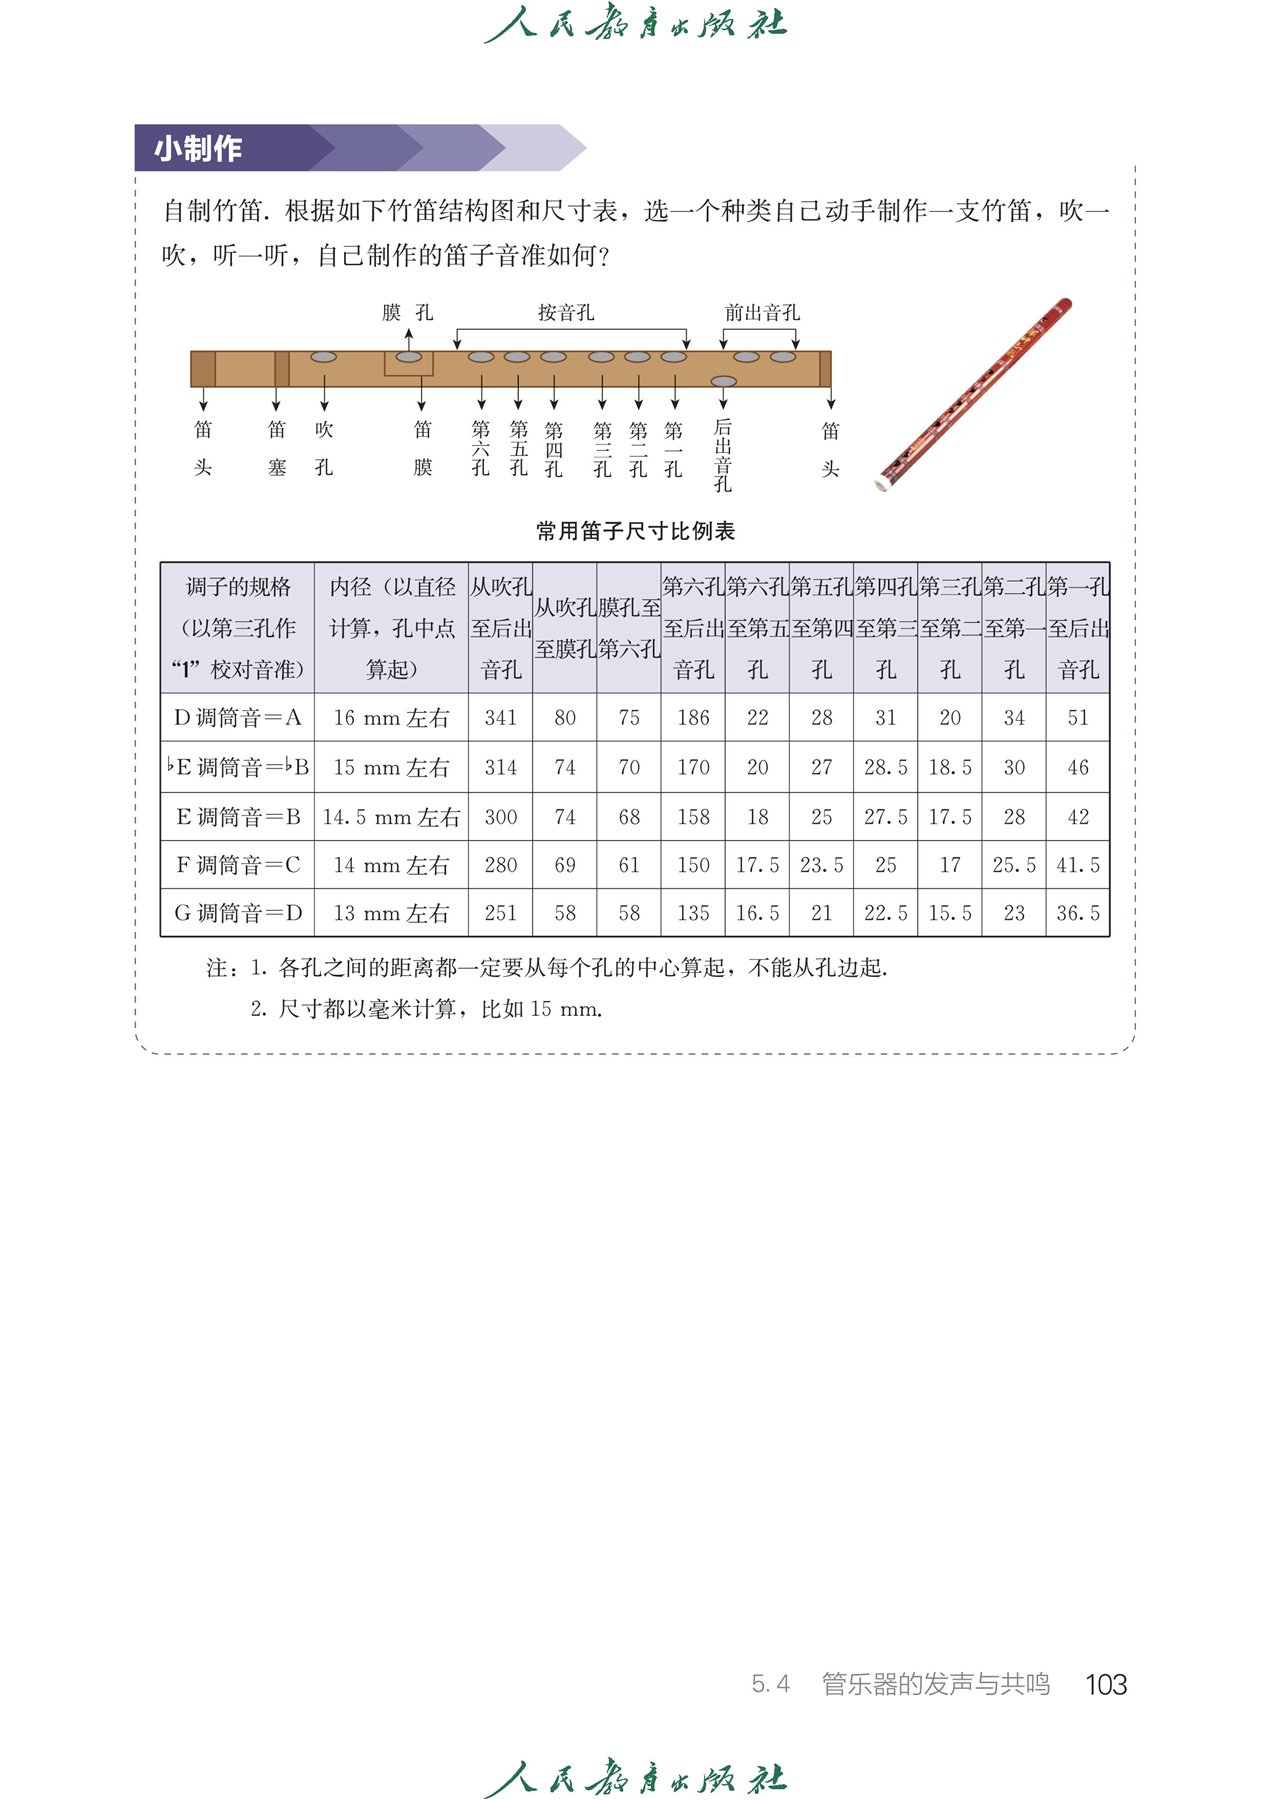 人民教育出版社
小制作
自制竹笛. 根据如下竹笛结构图和尺寸表，选一个种类自己动手制作一支竹笛，吹一
吹，听一听，自己制作的笛子音准如何？
膜 孔 按音孔 前出音孔
笛头 笛塞 吹孔 笛膜 第六孔 第五孔 第四孔 第三孔 第二孔 第一孔 后出音孔 笛头
常用笛子尺寸比例表
调子的规格（以第三孔作“1”校对音准） 内径（以直径计算，孔中点算起） 从吹孔至后出音孔 从吹孔至膜孔 膜孔至第六孔 第六孔至后出音孔 第六孔至第五孔 第五孔至第四孔 第四孔至第三孔 第三孔至第二孔 第二孔至第一孔 第一孔至后出音孔
D 调筒音＝A 16 mm 左右 341 80 75 186 22 28 31 20 34 51
♭E 调筒音＝♭B 15 mm 左右 314 74 70 170 20 27 28.5 18.5 30 46
E 调筒音＝B 14.5 mm 左右 300 74 68 158 18 25 27.5 17.5 28 42
F 调筒音＝C 14 mm 左右 280 69 61 150 17.5 23.5 25 17 25.5 41.5
G 调筒音＝D 13 mm 左右 251 58 58 135 16.5 21 22.5 15.5 23 36.5
注：1. 各孔之间的距离都一定要从每个孔的中心算起，不能从孔边起.
2. 尺寸都以毫米计算，比如 15 mm.
5.4 管乐器的发声与共鸣 103
人民教育出版社